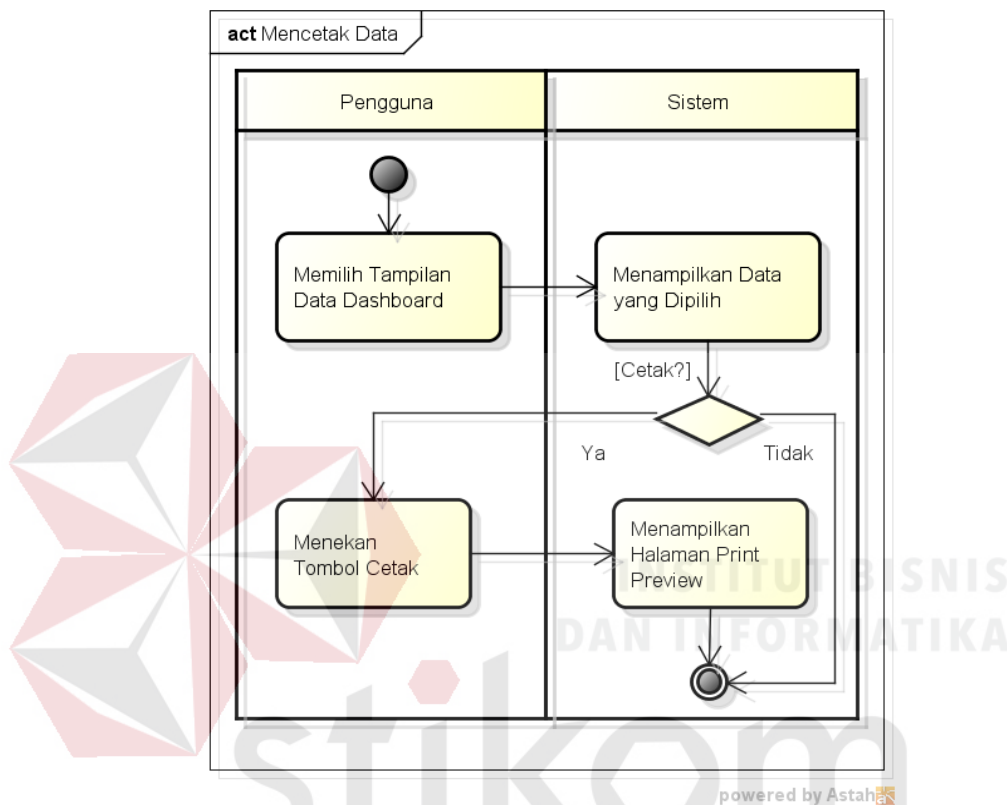 act Mencetak Data
Pengguna
Sistem
Memilih Tampilan
Data Dashboard
Menampilkan Data
yang Dipilih
[Cetak?]
Ya
Tidak
Menekan
Tombol Cetak
Menampilkan
Halaman Print
Preview
INSTITUT BISNIS
DAN INFORMATIKA
stikom
powered by Astah